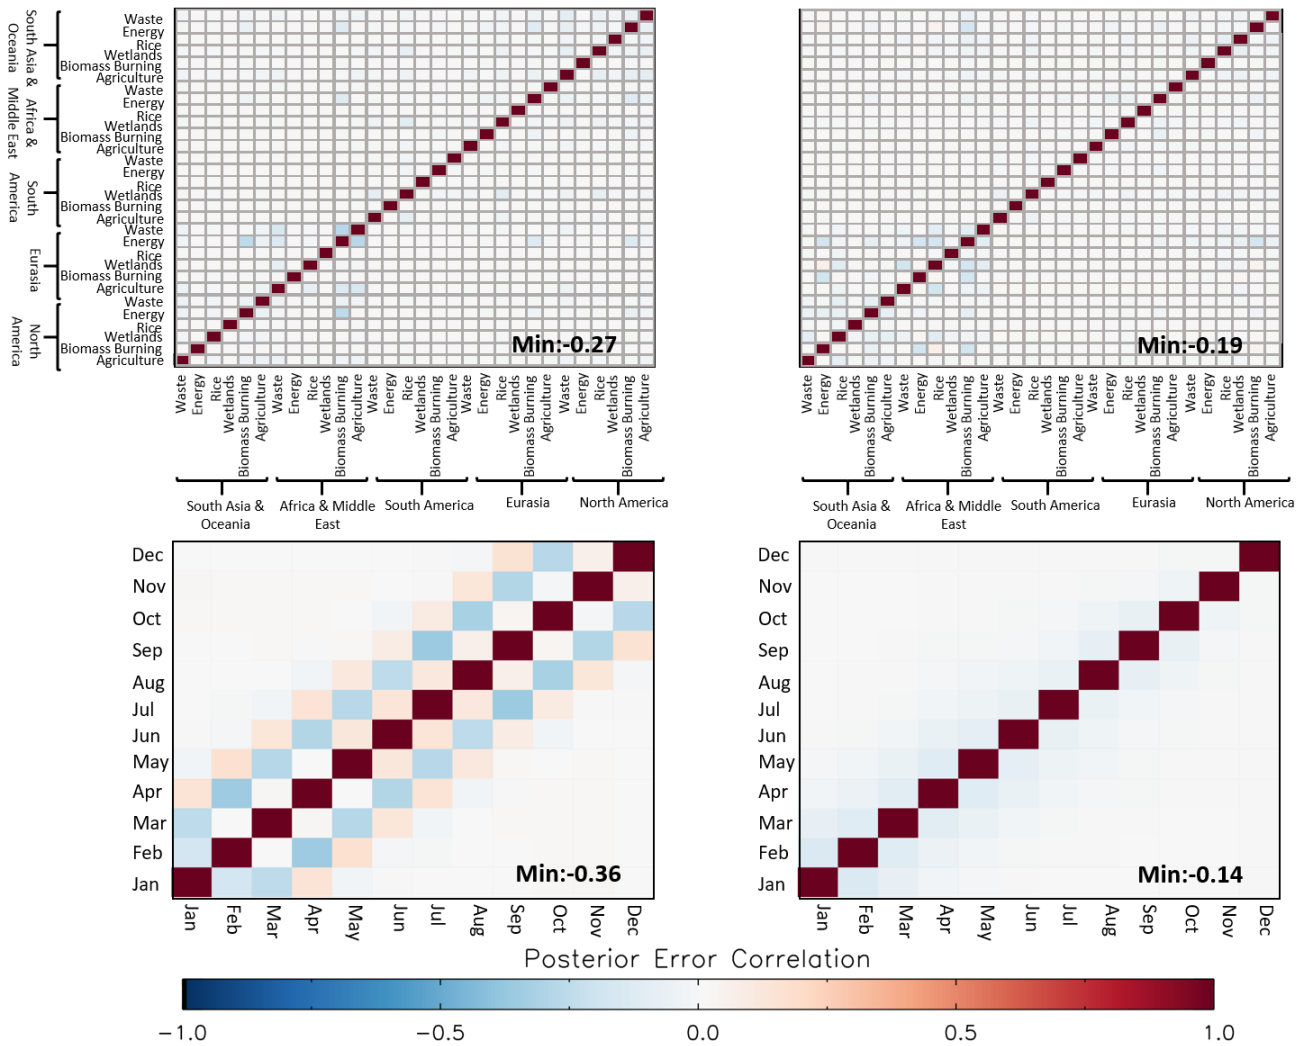 South Asia &
Oceania
Waste
Energy
Rice
Wetlands
Biomass Burning
Agriculture
Africa &
Middle East
Waste
Energy
Rice
Wetlands
Biomass Burning
Agriculture
South
America
Waste
Energy
Rice
Wetlands
Biomass Burning
Agriculture
Eurasia
Waste
Energy
Rice
Wetlands
Biomass Burning
Agriculture
North
America
Waste
Energy
Rice
Wetlands
Biomass Burning
Agriculture
Min:-0.27
Min:-0.19
Waste
Energy
Rice
Wetlands
Biomass Burning
Agriculture
Waste
Energy
Rice
Wetlands
Biomass Burning
Agriculture
Waste
Energy
Rice
Wetlands
Biomass Burning
Agriculture
Waste
Energy
Rice
Wetlands
Biomass Burning
Agriculture
Waste
Energy
Rice
Wetlands
Biomass Burning
Agriculture
South Asia &
Oceania
Africa & Middle
East
South America
Eurasia
North America
Waste
Energy
Rice
Wetlands
Biomass Burning
Agriculture
Waste
Energy
Rice
Wetlands
Biomass Burning
Agriculture
Waste
Energy
Rice
Wetlands
Biomass Burning
Agriculture
Waste
Energy
Rice
Wetlands
Biomass Burning
Agriculture
Waste
Energy
Rice
Wetlands
Biomass Burning
Agriculture
South Asia &
Oceania
Africa & Middle
East
South America
Eurasia
North America
Dec
Nov
Oct
Sep
Aug
Jul
Jun
May
Apr
Mar
Feb
Jan
Min:-0.36
Jan Feb Mar Apr May Jun Jul Aug Sep Oct Nov Dec
Dec
Nov
Oct
Sep
Aug
Jul
Jun
May
Apr
Mar
Feb
Jan
Min:-0.14
Jan Feb Mar Apr May Jun Jul Aug Sep Oct Nov Dec
Posterior Error Correlation
-1.0 -0.5 0.0 0.5 1.0